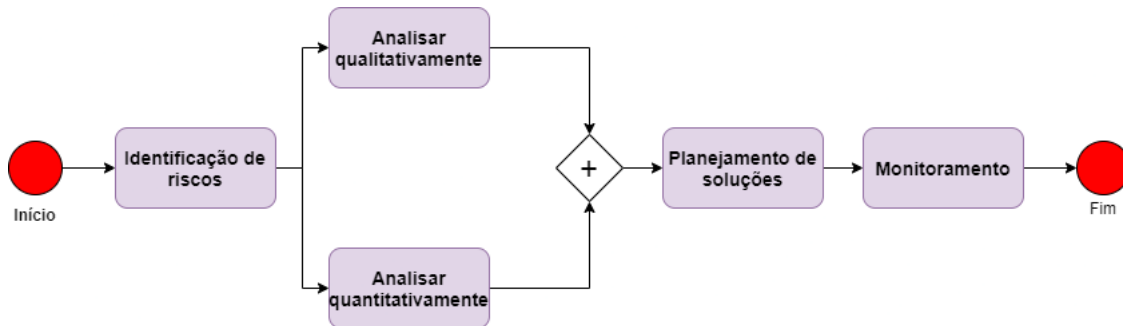 Analisar
qualitativamente
Início
Identificação de
riscos
+
Planejamento de
soluções
Monitoramento
Fim
Analisar
quantitativamente